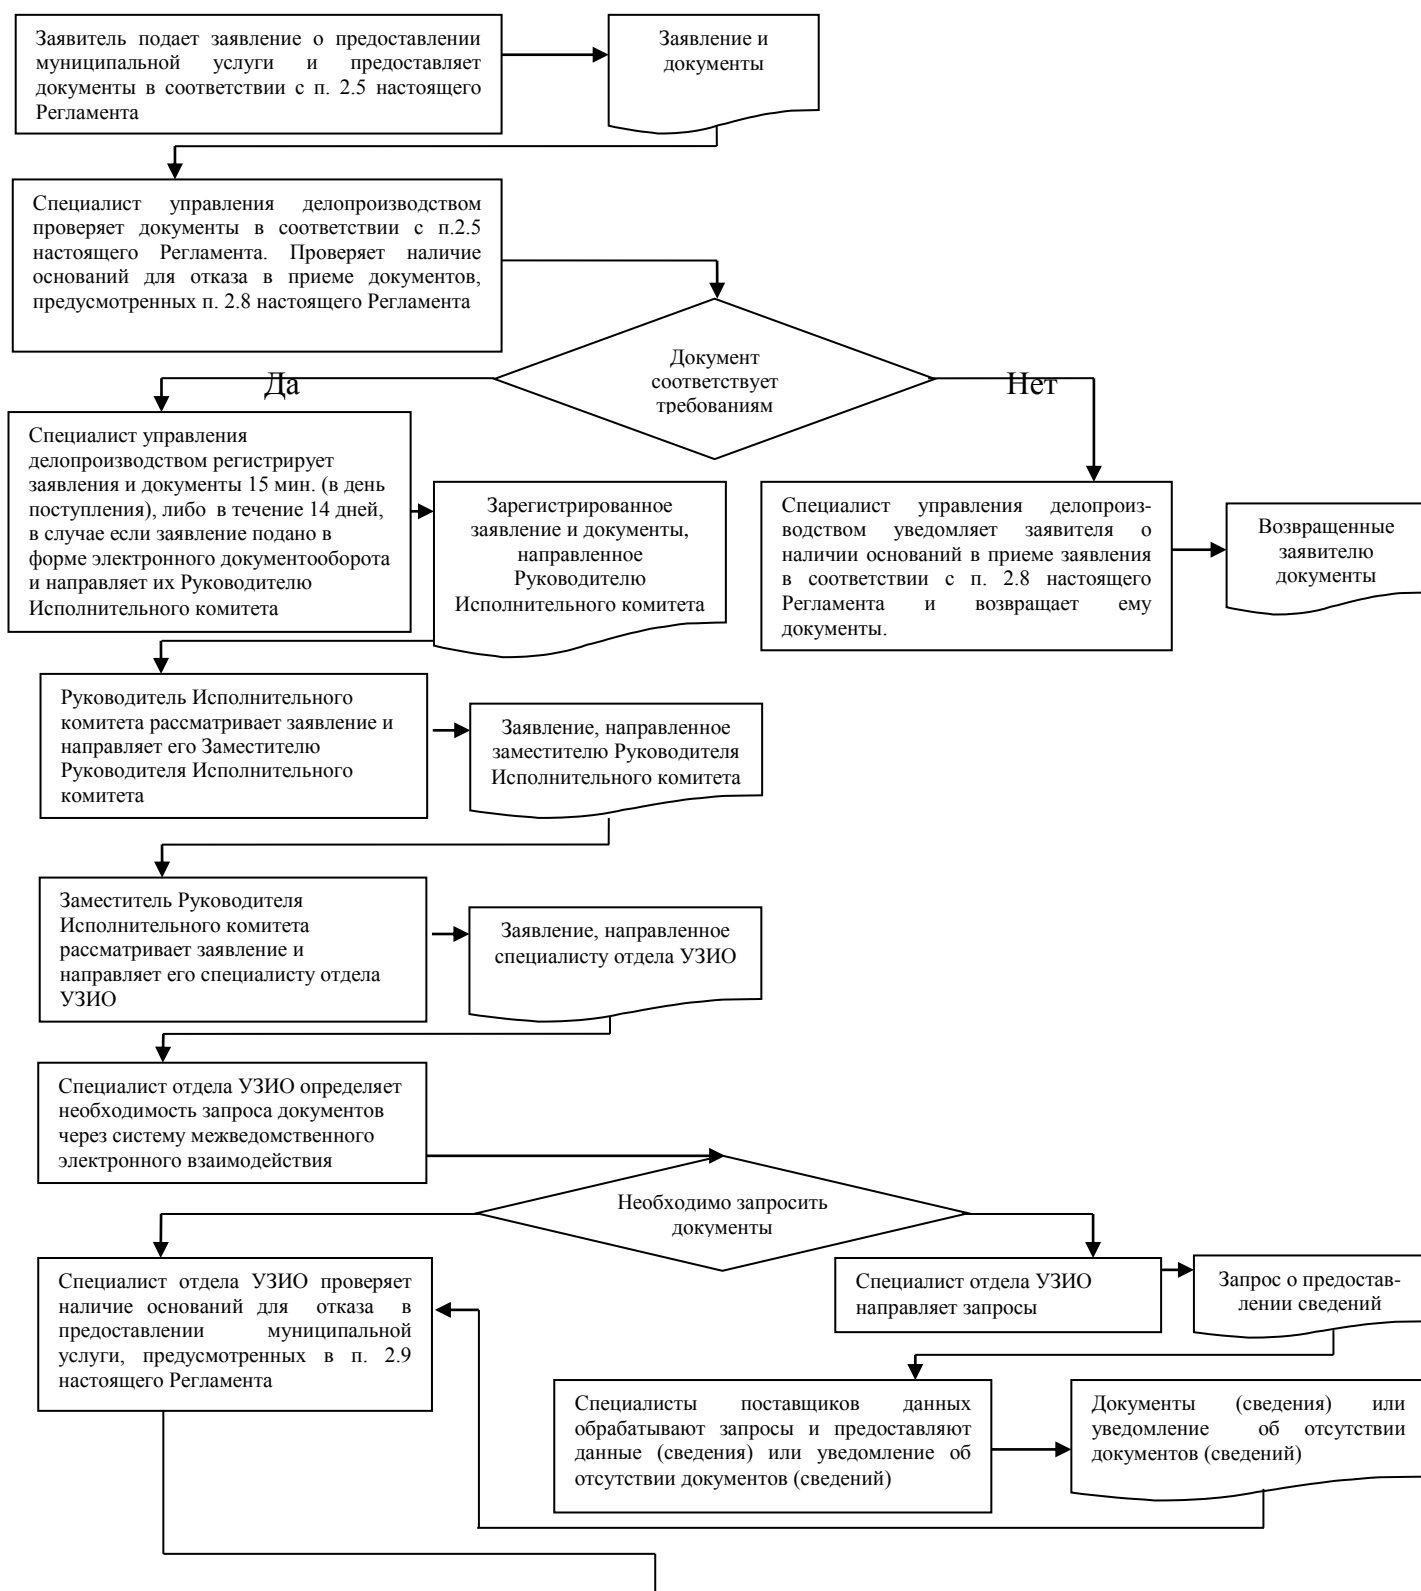 Заявитель подает заявление о предоставлении
муниципальной услуги и предоставляет
документы в соответствии с п. 2.5 настоящего
Регламента
Заявление и
документы
Специалист управления делопроизводством
проверяет документы в соответствии с п.2.5
настоящего Регламента. Проверяет наличие
оснований для отказа в приеме документов,
предусмотренных п. 2.8 настоящего Регламента
Документ
соответствует
требованиям
Да
Нет
Специалист управления
делопроизводством регистрирует
заявления и документы 15 мин. (в день
поступления), либо в течение 14 дней,
в случае если заявление подано в
форме электронного документооборота
и направляет их Руководителю
Исполнительного комитета
Зарегистрированное
заявление и документы,
направленное
Руководителю
Исполнительного комитета
Специалист управления делопроиз-
водством уведомляет заявителя о
наличии оснований в приеме заявления
в соответствии с п. 2.8 настоящего
Регламента и возвращает ему
документы.
Возвращенные
заявителю
документы
Руководитель Исполнительного
комитета рассматривает заявление и
направляет его Заместителю
Руководителя Исполнительного
комитета
Заявление, направленное
заместителю Руководителя
Исполнительного комитета
Заместитель Руководителя
Исполнительного комитета
рассматривает заявление и
направляет его специалисту отдела
УЗИО
Заявление, направленное
специалисту отдела УЗИО
Специалист отдела УЗИО определяет
необходимость запроса документов
через систему межведомственного
электронного взаимодействия
Необходимо запросить
документы
Специалист отдела УЗИО проверяет
наличие оснований для отказа в
предоставлении муниципальной
услуги, предусмотренных в п. 2.9
настоящего Регламента
Специалист отдела УЗИО
направляет запросы
Запрос о предостав-
лении сведений
Специалисты поставщиков данных
обрабатывают запросы и предоставляют
данные (сведения) или уведомление об
отсутствии документов (сведений)
Документы (сведения) или
уведомление об отсутствии
документов (сведений)